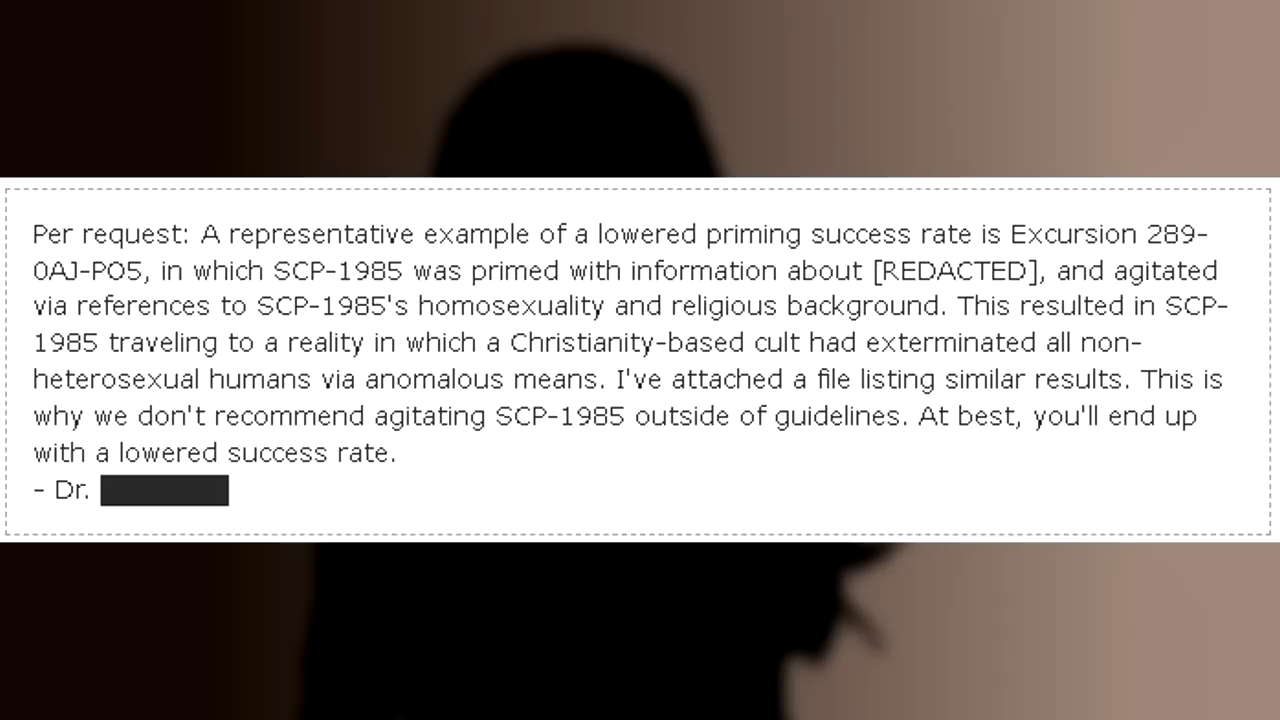 Per request: A representative example of a lowered priming success rate is Excursion 289-
0AJ-PO5, in which SCP-1985 was primed with information about [REDACTED], and agitated
via references to SCP-1985's homosexuality and religious background. This resulted in SCP-
1985 traveling to a reality in which a Christianity-based cult had exterminated all non-
heterosexual humans via anomalous means. I've attached a file listing similar results. This is
why we don't recommend agitating SCP-1985 outside of guidelines. At best, you'll end up
with a lowered success rate.
- Dr.